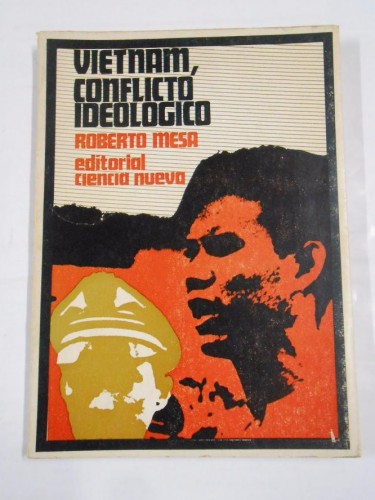 VIETNAM,
CONFLICTO
IDEOLOGICO
ROBERTO MESA
editorial
ciencia nueva